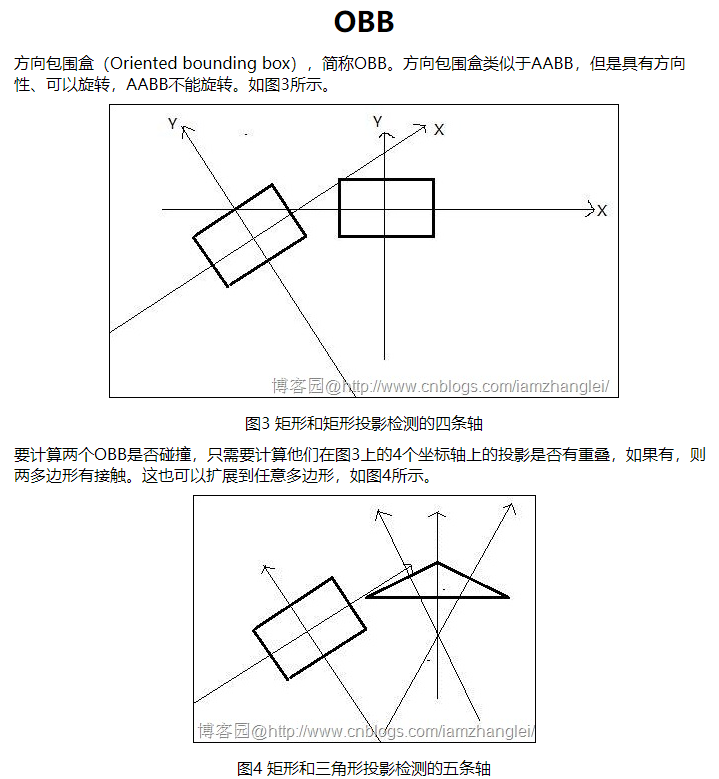 OBB
方向包围盒（Oriented bounding box），简称OBB。方向包围盒类似于AABB，但是具有方向
性、可以旋转，AABB不能旋转。如图3所示。
Y
Y
X
X
博客园@http://www.cnblogs.com/iamzhanglei/
图3 矩形和矩形投影检测的四条轴
要计算两个OBB是否碰撞，只需要计算他们在图3上的4个坐标轴上的投影是否有重叠，如果有，则
两多边形有接触。这也可以扩展到任意多边形，如图4所示。
博客园@http://www.cnblogs.com/iamzhanglei/
图4 矩形和三角形投影检测的五条轴